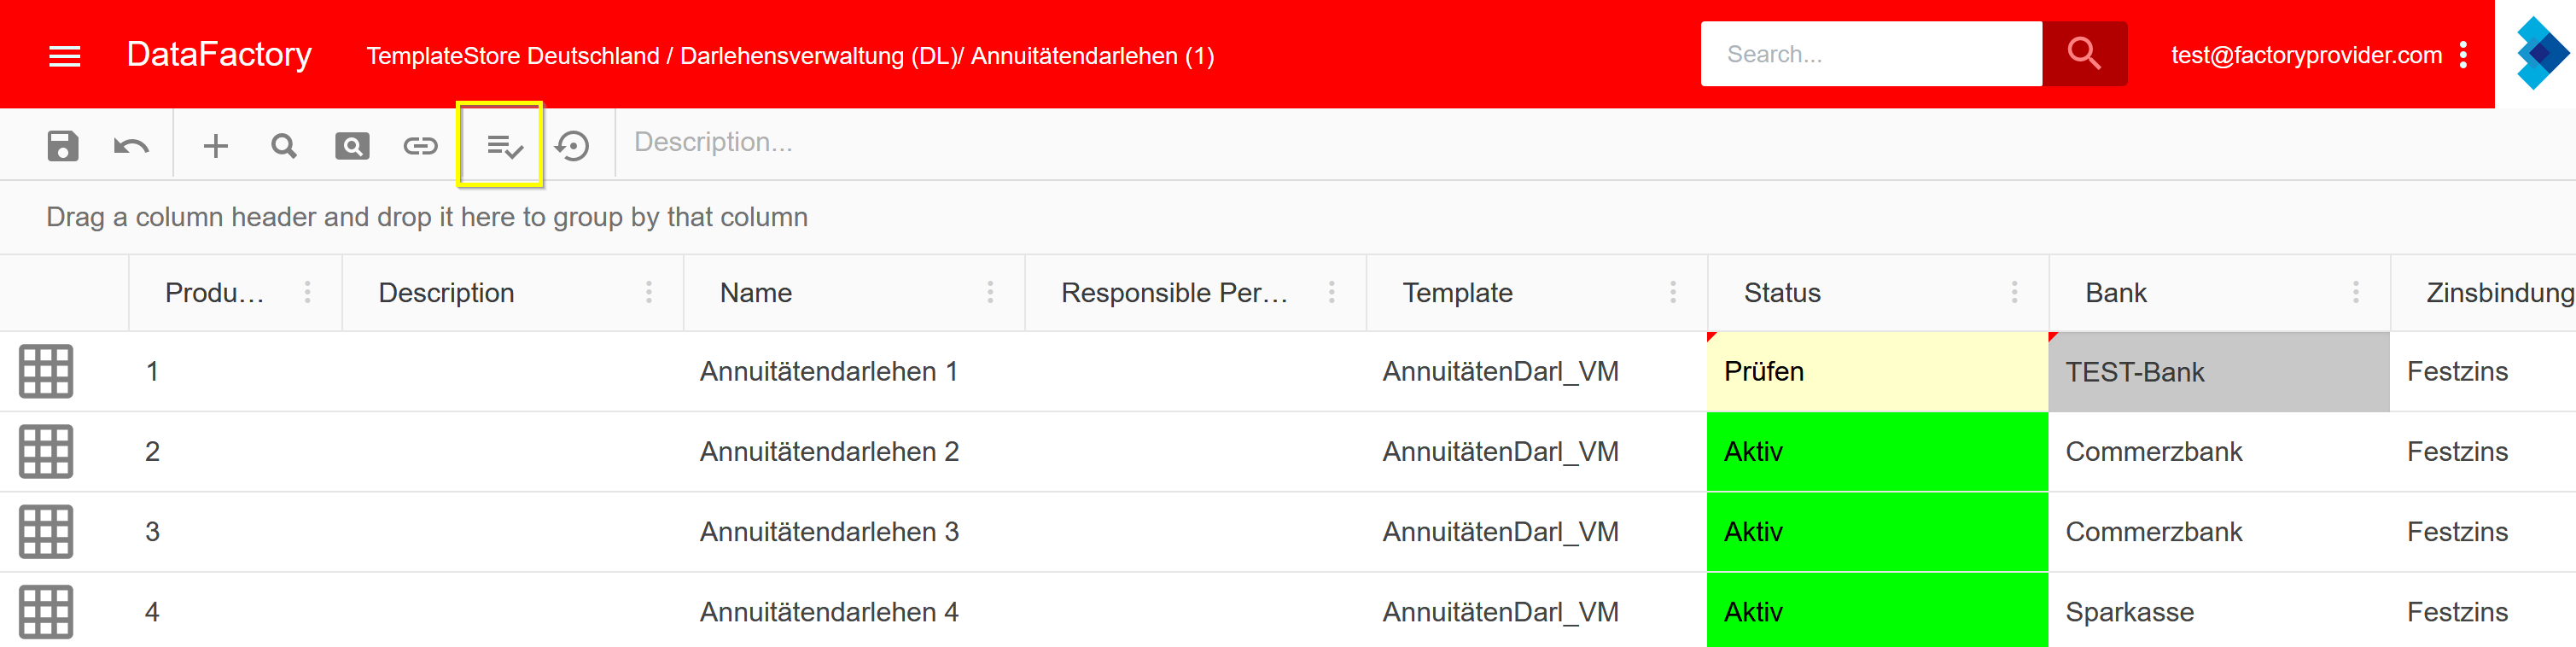 DataFactory TemplateStore Deutschland / Darlehensverwaltung (DL)/ Annuitätendarlehen (1) Search... test@factoryprovider.com
Description...
Drag a column header and drop it here to group by that column
Produ... Description Name Responsible Per... Template Status Bank Zinsbindung
1 Annuitätendarlehen 1 AnnuitätenDarl_VM Prüfen TEST-Bank Festzins
2 Annuitätendarlehen 2 AnnuitätenDarl_VM Aktiv Commerzbank Festzins
3 Annuitätendarlehen 3 AnnuitätenDarl_VM Aktiv Commerzbank Festzins
4 Annuitätendarlehen 4 AnnuitätenDarl_VM Aktiv Sparkasse Festzins